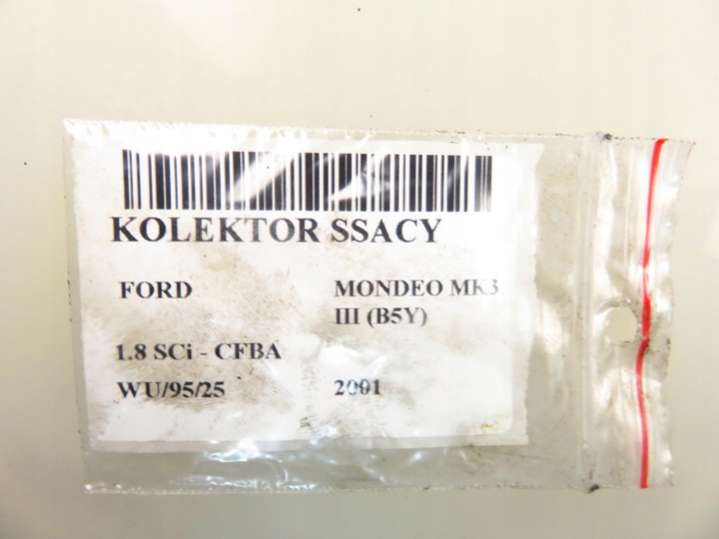 KOLEKTOR SSACY
FORD MONDEO MK3
III (B5Y)
1.8 SCi - CFBA
WU/95/25 2001